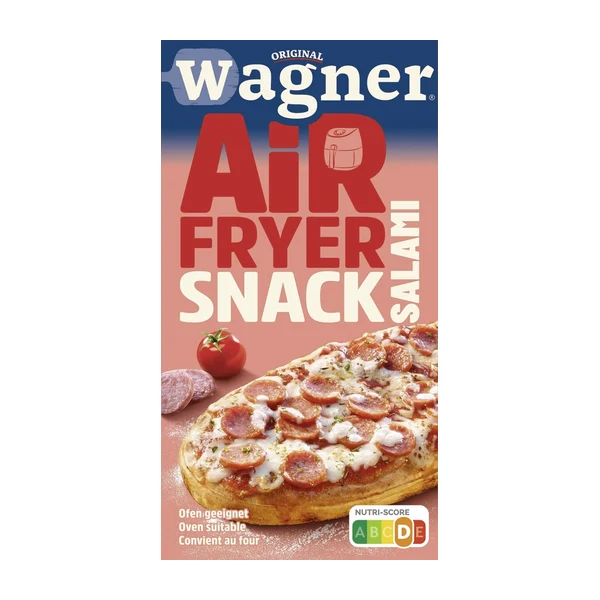 ORIGINAL
Wagner®
AiR
FRYER
SNACK
SALAMI
Ofen geeignet
Oven suitable
Convient au four
NUTRI-SCORE
A B C D E